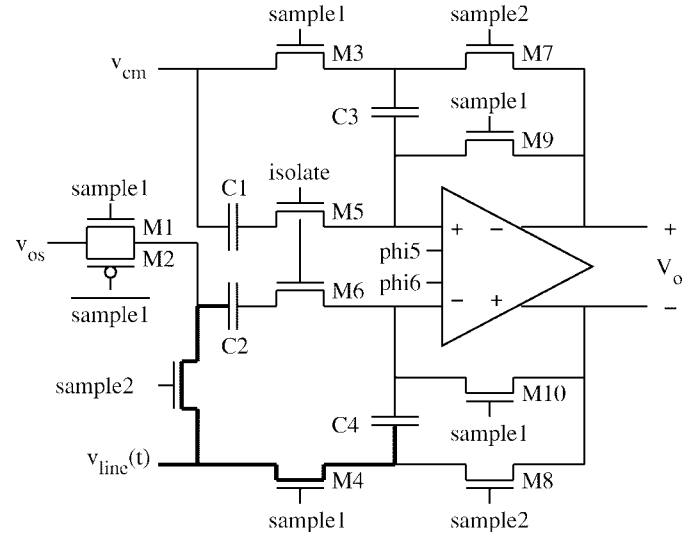 sample1
sample2
v_cm
M3
M7
C3
sample1
M9
isolate
sample1
C1
M5
M1
+
−
+
v_os
phi5
V_o
M2
phi6
M6
−
+
−
sample1
C2
sample2
M10
C4
sample1
v_line(t)
M4
M8
sample1
sample2